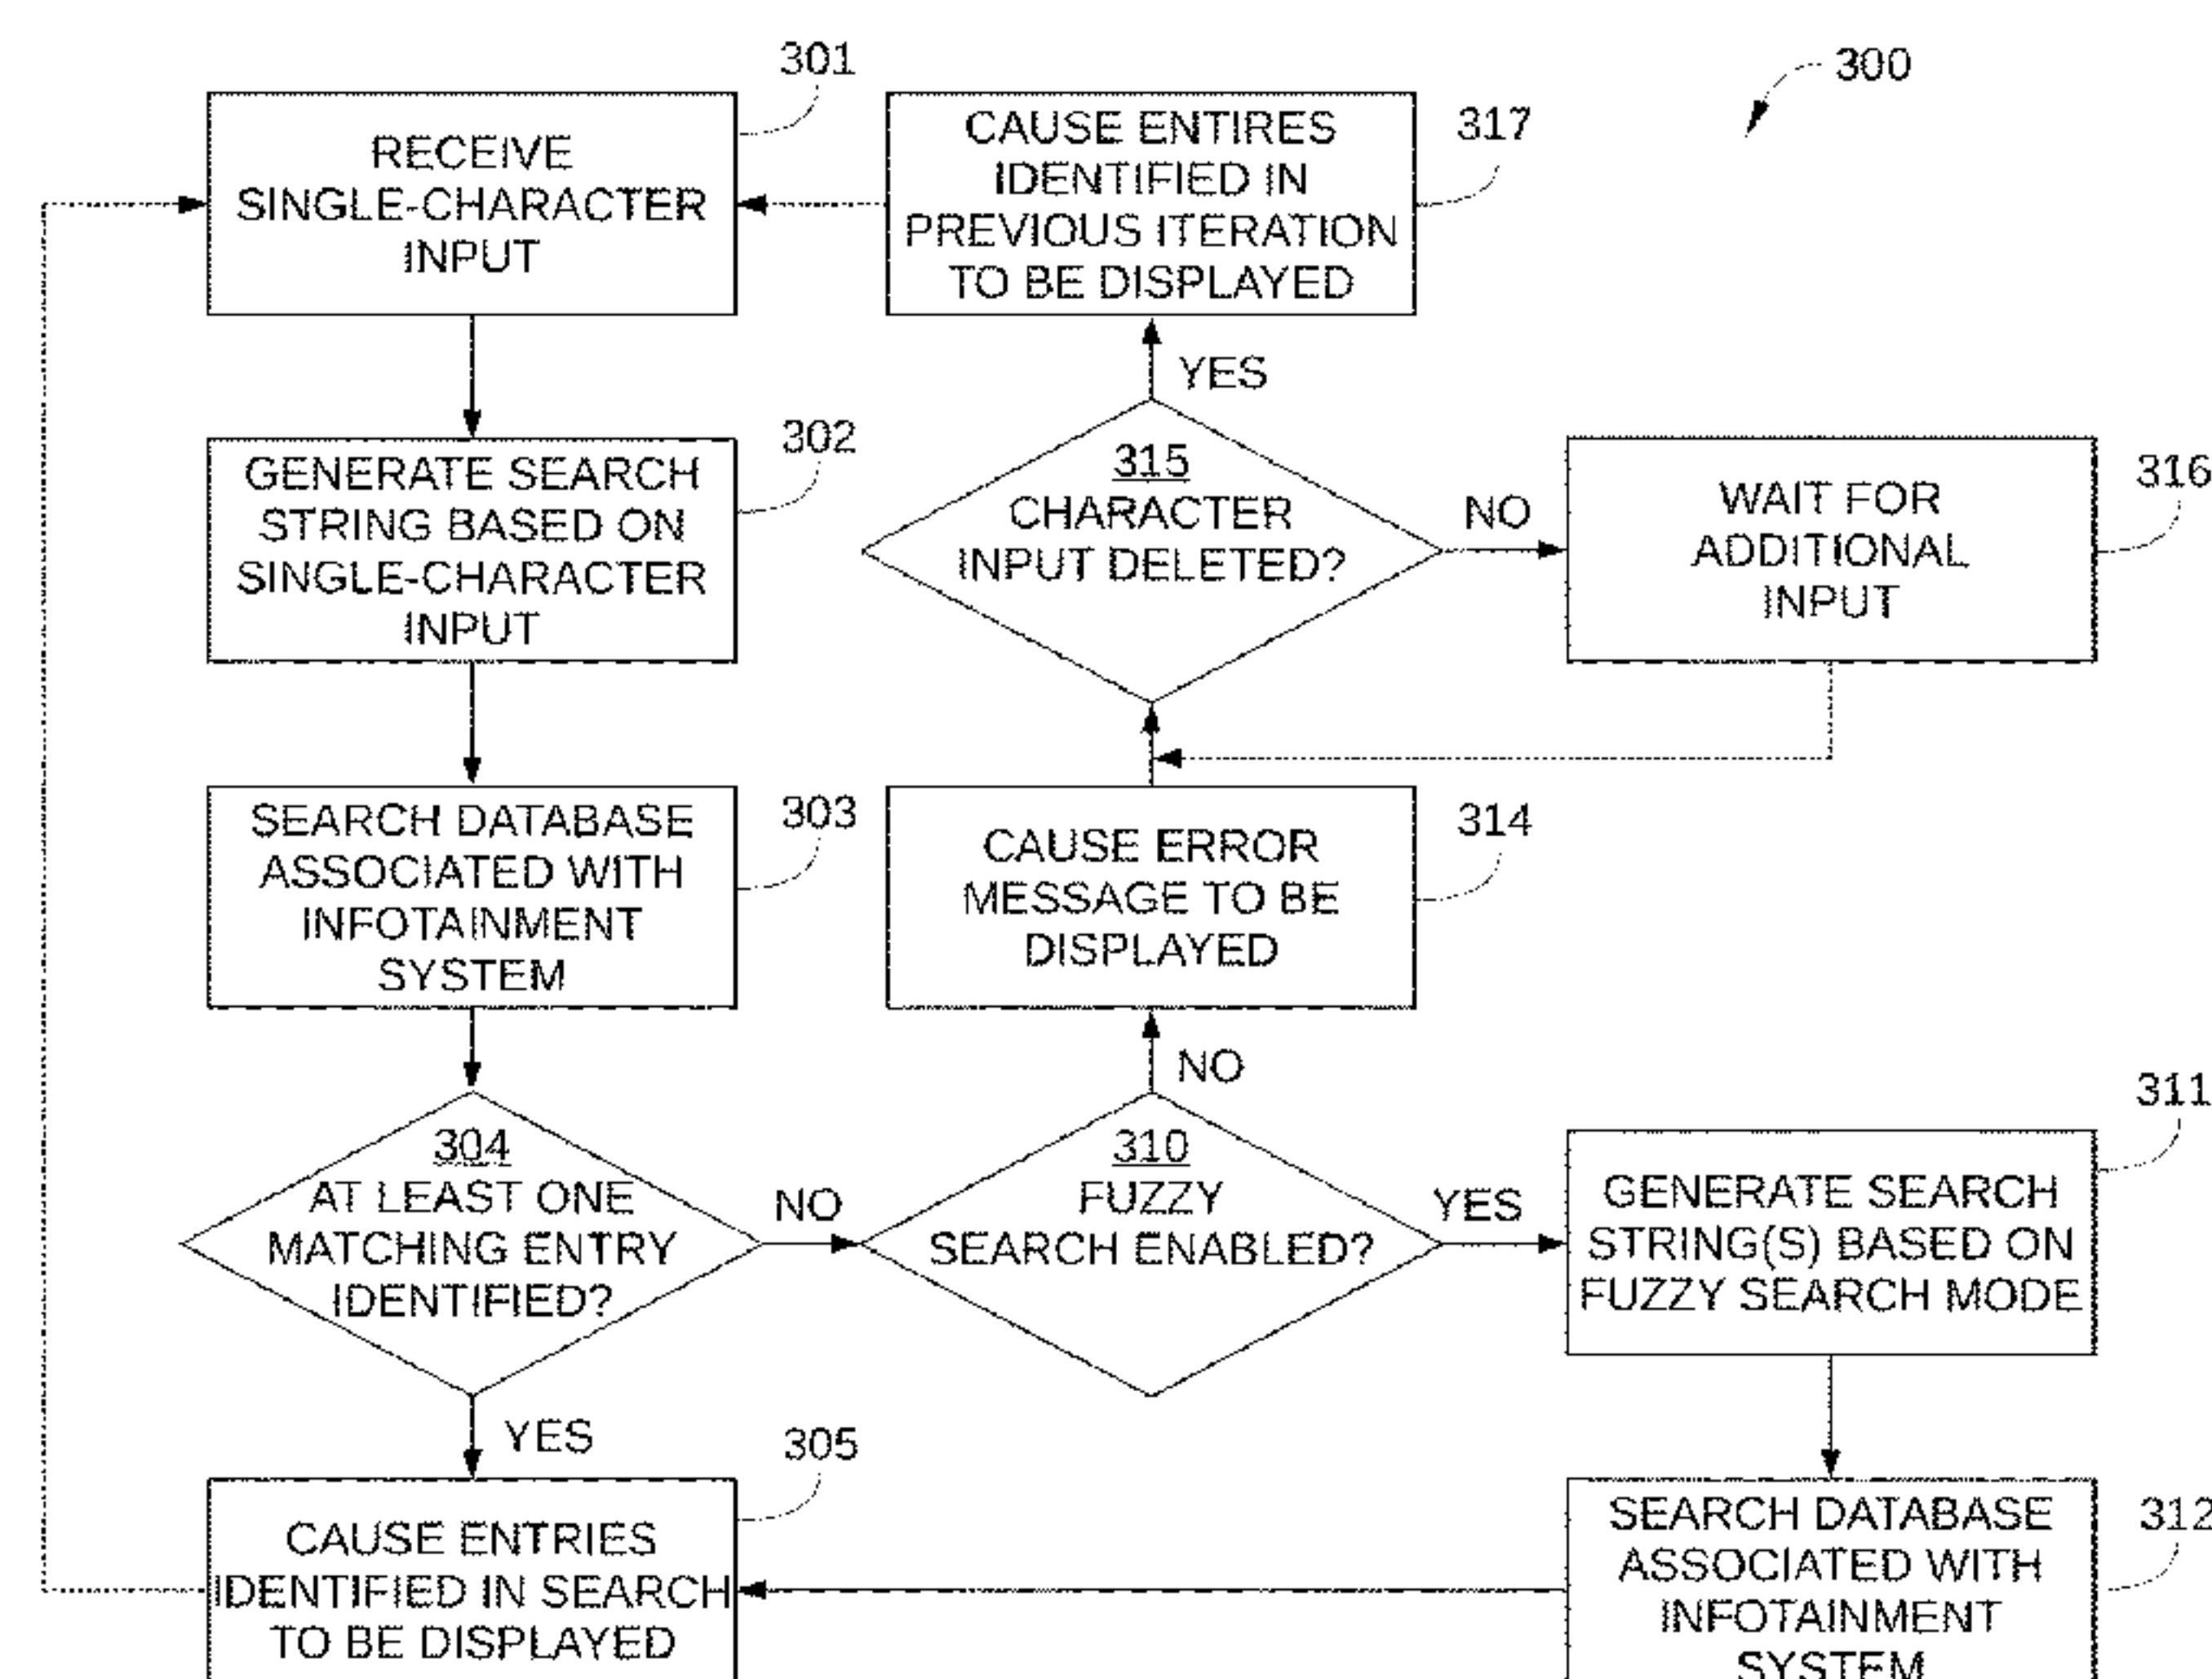 300
301
RECEIVE
SINGLE-CHARACTER
INPUT
302
GENERATE SEARCH
STRING BASED ON
SINGLE-CHARACTER
INPUT
303
SEARCH DATABASE
ASSOCIATED WITH
INFOTAINMENT
SYSTEM
304
AT LEAST ONE
MATCHING ENTRY
IDENTIFIED?
NO
YES
305
CAUSE ENTRIES
IDENTIFIED IN SEARCH
TO BE DISPLAYED
310
FUZZY
SEARCH ENABLED?
YES
NO
311
GENERATE SEARCH
STRING(S) BASED ON
FUZZY SEARCH MODE
312
SEARCH DATABASE
ASSOCIATED WITH
INFOTAINMENT
SYSTEM
314
CAUSE ERROR
MESSAGE TO BE
DISPLAYED
315
CHARACTER
INPUT DELETED?
NO
YES
316
WAIT FOR
ADDITIONAL
INPUT
317
CAUSE ENTIRES
IDENTIFIED IN
PREVIOUS ITERATION
TO BE DISPLAYED